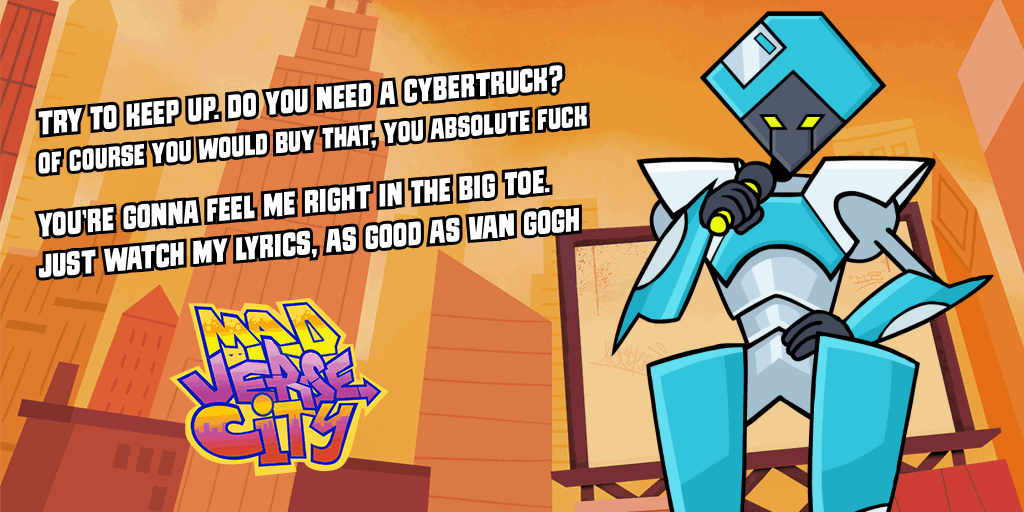 TRY TO KEEP UP. DO YOU NEED A CYBERTRUCK?
OF COURSE YOU WOULD BUY THAT, YOU ABSOLUTE FUCK
YOU'RE GONNA FEEL ME RIGHT IN THE BIG TOE.
JUST WATCH MY LYRICS, AS GOOD AS VAN GOGH
MAD
VERSE
CITY